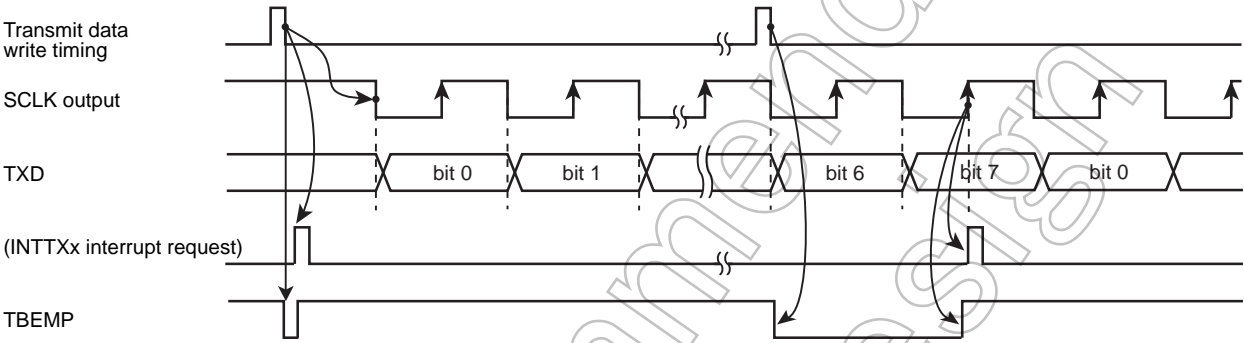 Transmit data
write timing
SCLK output
TXD
bit 0
bit 1
bit 6
bit 7
bit 0
(INTTXx interrupt request)
TBEMP